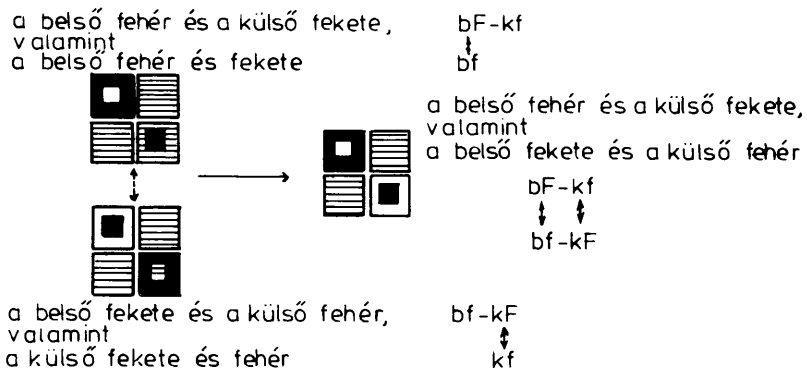 a belső fehér és a külső fekete,
valamint
a belső fehér és fekete
bF-kf
bf
a belső fehér és a külső fekete,
valamint
a belső fekete és a külső fehér
bF-kf
bf-kF
a belső fekete és a külső fehér,
valamint
a külső fekete és fehér
bf-kF
kf